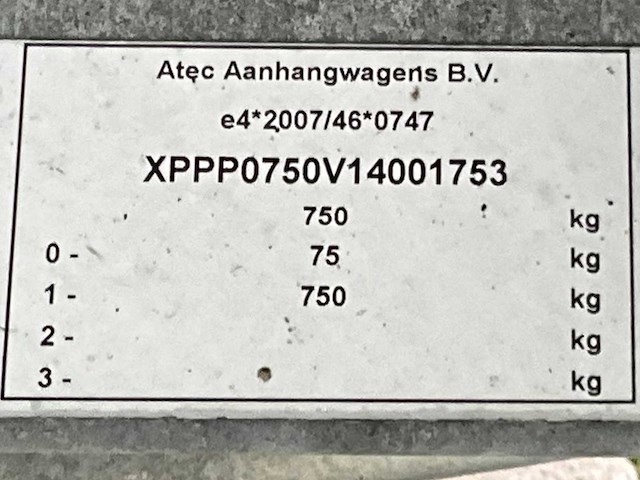 Atec Aanhangwagens B.V.
e4*2007/46*0747
XPPP0750V14001753
750 kg
0 - 75 kg
1 - 750 kg
2 - kg
3 - kg